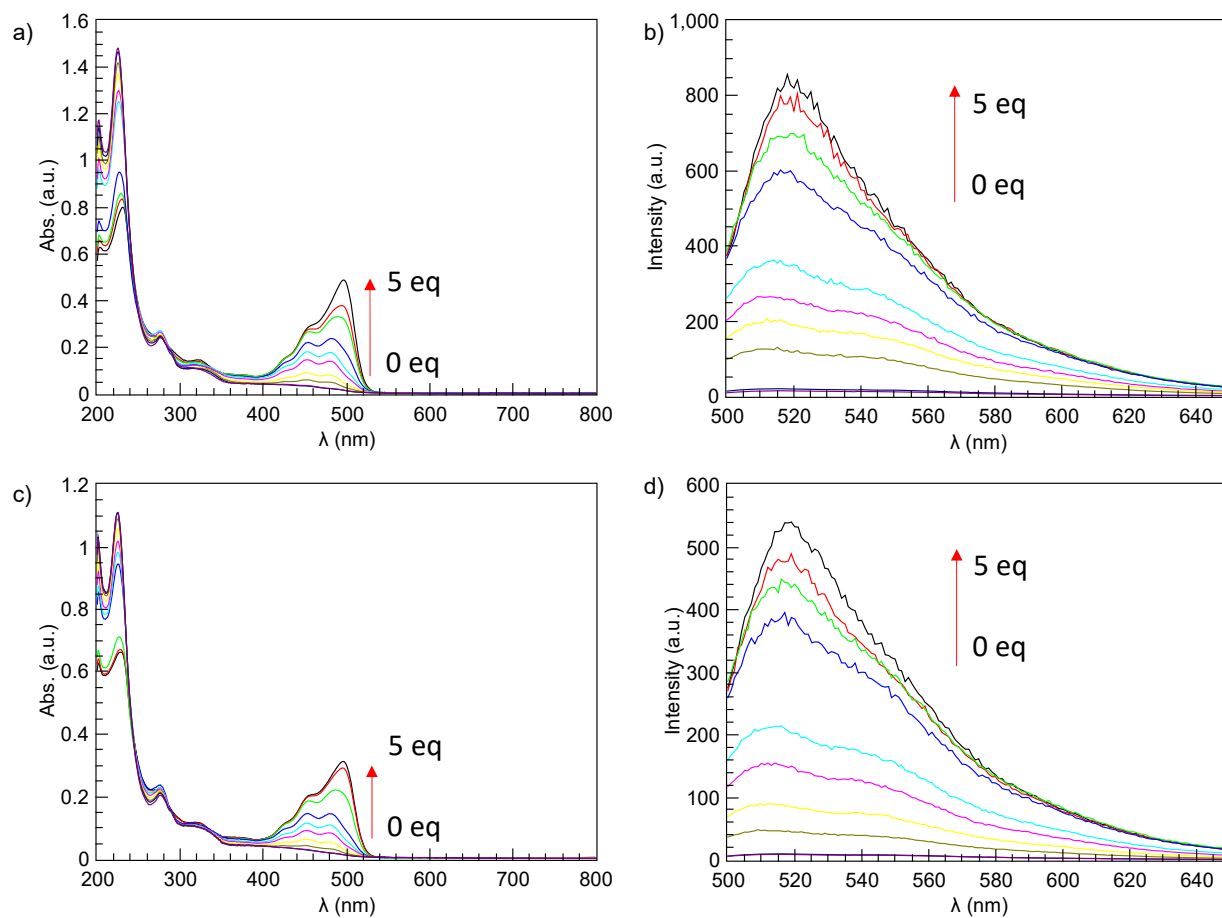 a)
Abs. (a.u.)
1.6
1.4
1.2
1
0.8
0.6
0.4
0.2
0
5 eq
0 eq
200 300 400 500 600 700 800
λ (nm)
b)
Intensity (a.u.)
1,000
800
600
400
200
0
5 eq
0 eq
500 520 540 560 580 600 620 640
λ (nm)
c)
Abs. (a.u.)
1.2
1
0.8
0.6
0.4
0.2
0
5 eq
0 eq
200 300 400 500 600 700 800
λ (nm)
d)
Intensity (a.u.)
600
500
400
300
200
100
0
5 eq
0 eq
500 520 540 560 580 600 620 640
λ (nm)